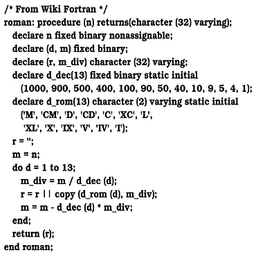 /* From Wiki Fortran */
roman: procedure (n) returns(character (32) varying);
declare n fixed binary nonassignable;
declare (d, m) fixed binary;
declare (r, m_div) character (32) varying;
declare d_dec(13) fixed binary static initial
(1000, 900, 500, 400, 100, 90, 50, 40, 10, 9, 5, 4, 1);
declare d_rom(13) character (2) varying static initial
('M', 'CM', 'D', 'CD', 'C', 'XC', 'L',
'XL', 'X', 'IX', 'V', 'IV', 'I');
r = '';
m = n;
do d = 1 to 13;
m_div = m / d_dec (d);
r = r || copy (d_rom (d), m_div);
m = m - d_dec (d) * m_div;
end;
return (r);
end roman;